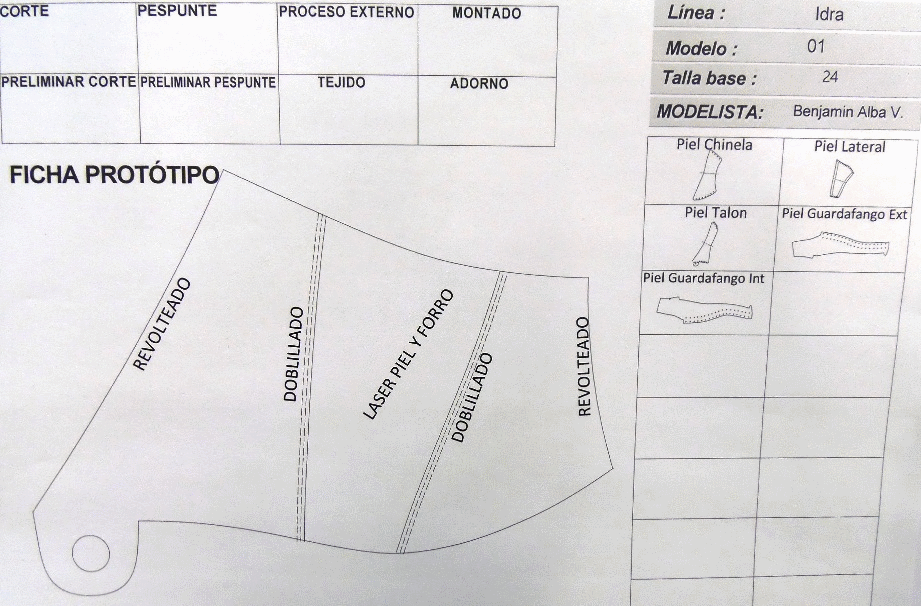 CORTE PESPUNTE PROCESO EXTERNO MONTADO
PRELIMINAR CORTE PRELIMINAR PESPUNTE TEJIDO ADORNO
Línea : Idra
Modelo : 01
Talla base : 24
MODELISTA: Benjamin Alba V.
FICHA PROTÓTIPO
REVOLTEADO
DOBLILLADO
LASER PIEL Y FORRO
DOBLILLADO
REVOLTEADO
Piel Chinela Piel Lateral
Piel Talon Piel Guardafango Ext
Piel Guardafango Int